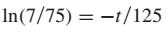 ln(7/75) = −t/125